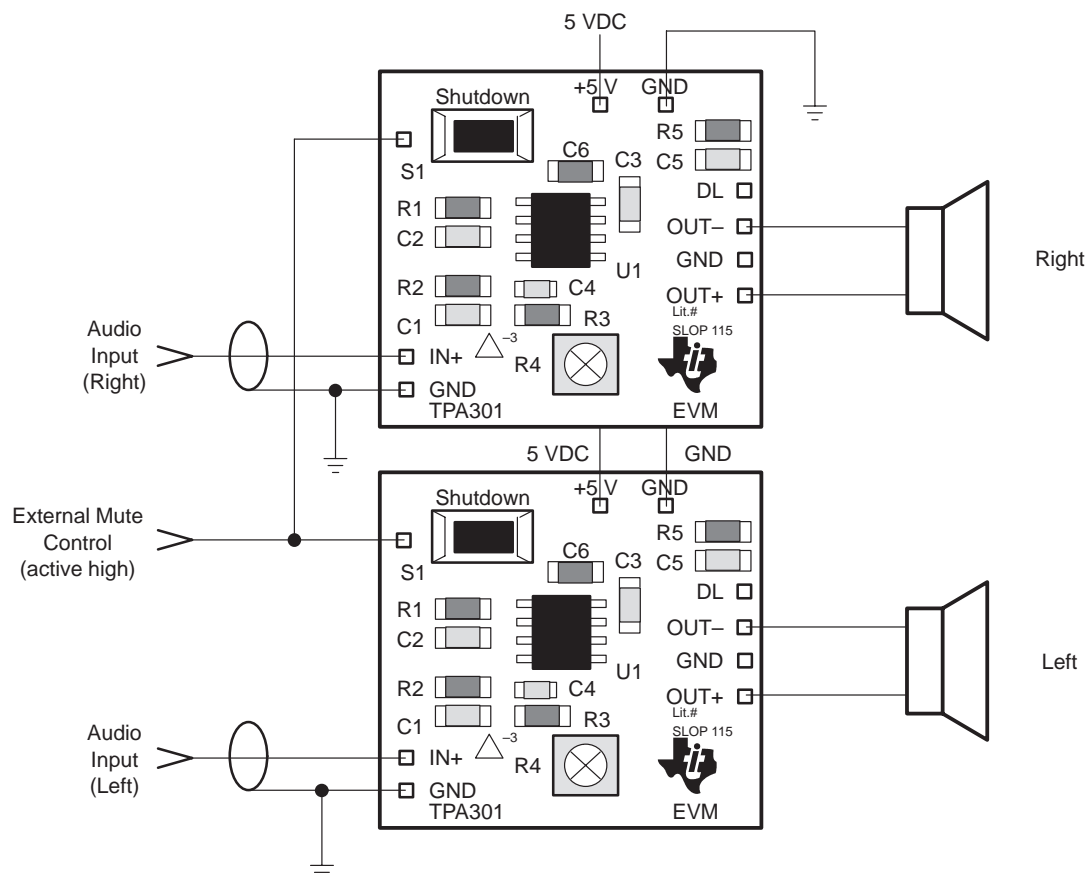 5 VDC
+5 V
GND
Shutdown
R5
C6
C3
C5
S1
DL
R1
OUT–
C2
GND
U1
Right
R2
C4
OUT+
Lit.#
SLOP 115
C1
R3
–3
R4
Audio
Input
(Right)
IN+
GND
TPA301
EVM
5 VDC
GND
+5 V
GND
Shutdown
R5
External Mute
Control
(active high)
C6
C3
C5
S1
DL
R1
OUT–
C2
GND
U1
Left
R2
C4
OUT+
Lit.#
SLOP 115
C1
R3
–3
R4
Audio
Input
(Left)
IN+
GND
TPA301
EVM